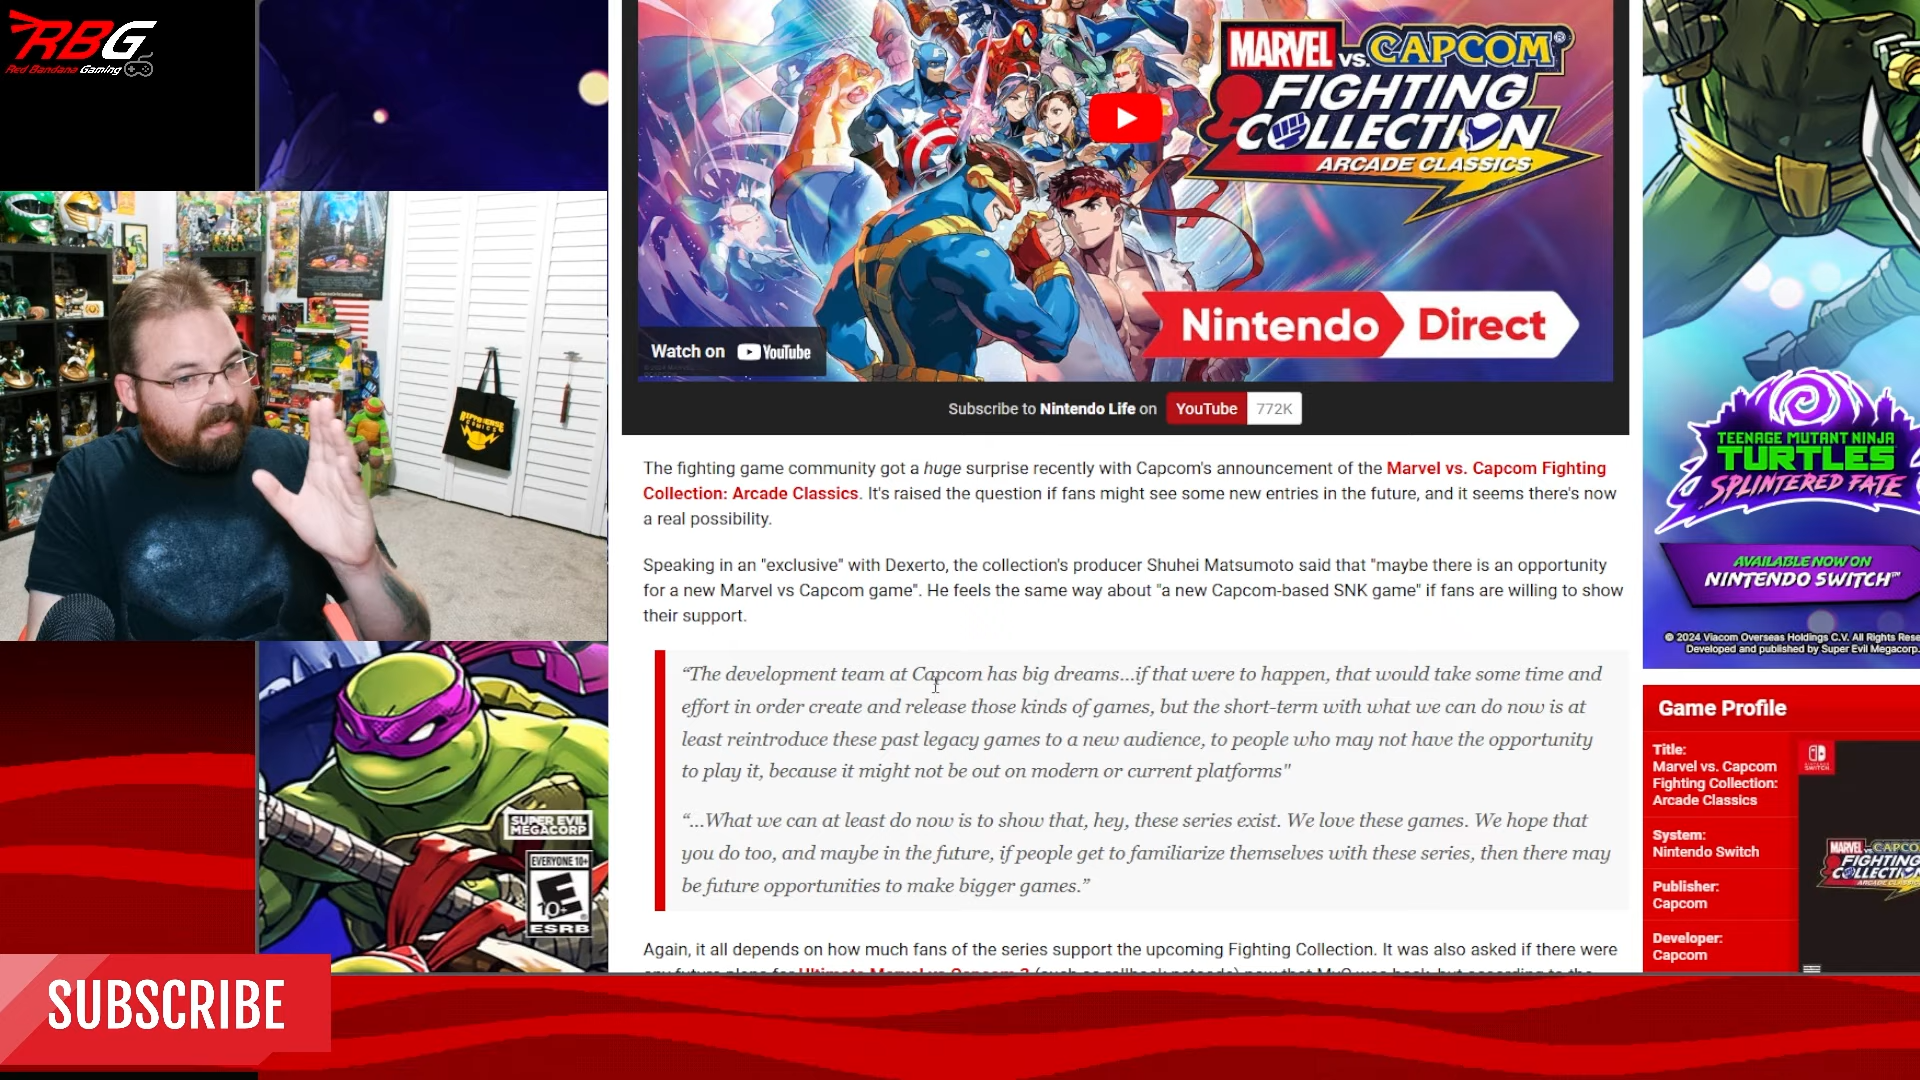 RBG
Red Bandana Gaming
MARVEL VS. CAPCOM
FIGHTING
COLLECTION
ARCADE CLASSICS
Nintendo Direct
Watch on YouTube
Subscribe to Nintendo Life on YouTube 772K
The fighting game community got a huge surprise recently with Capcom's announcement of the Marvel vs. Capcom Fighting
Collection: Arcade Classics. It's raised the question if fans might see some new entries in the future, and it seems there's now
a real possibility.
Speaking in an "exclusive" with Dexerto, the collection's producer Shuhei Matsumoto said that "maybe there is an opportunity
for a new Marvel vs Capcom game". He feels the same way about "a new Capcom-based SNK game" if fans are willing to show
their support.
“The development team at Capcom has big dreams...if that were to happen, that would take some time and
effort in order create and release those kinds of games, but the short-term with what we can do now is at
least reintroduce these past legacy games to a new audience, to people who may not have the opportunity
to play it, because it might not be out on modern or current platforms"
“...What we can at least do now is to show that, hey, these series exist. We love these games. We hope that
you do too, and maybe in the future, if people get to familiarize themselves with these series, then there may
be future opportunities to make bigger games.”
Again, it all depends on how much fans of the series support the upcoming Fighting Collection. It was also asked if there were
TEENAGE MUTANT NINJA
TURTLES
SPLINTERED FATE
AVAILABLE NOW ON
NINTENDO SWITCH™
© 2024 Viacom Overseas Holdings C.V. All Rights Rese
Developed and published by Super Evil Megacorp.
Game Profile
Title:
Marvel vs. Capcom
Fighting Collection:
Arcade Classics
System:
Nintendo Switch
Publisher:
Capcom
Developer:
Capcom
MARVEL VS. CAPCO
FIGHTING
COLLECTION
SUPER EVIL
MEGACORP
EVERYONE 10+
E
10+
ESRB
SUBSCRIBE